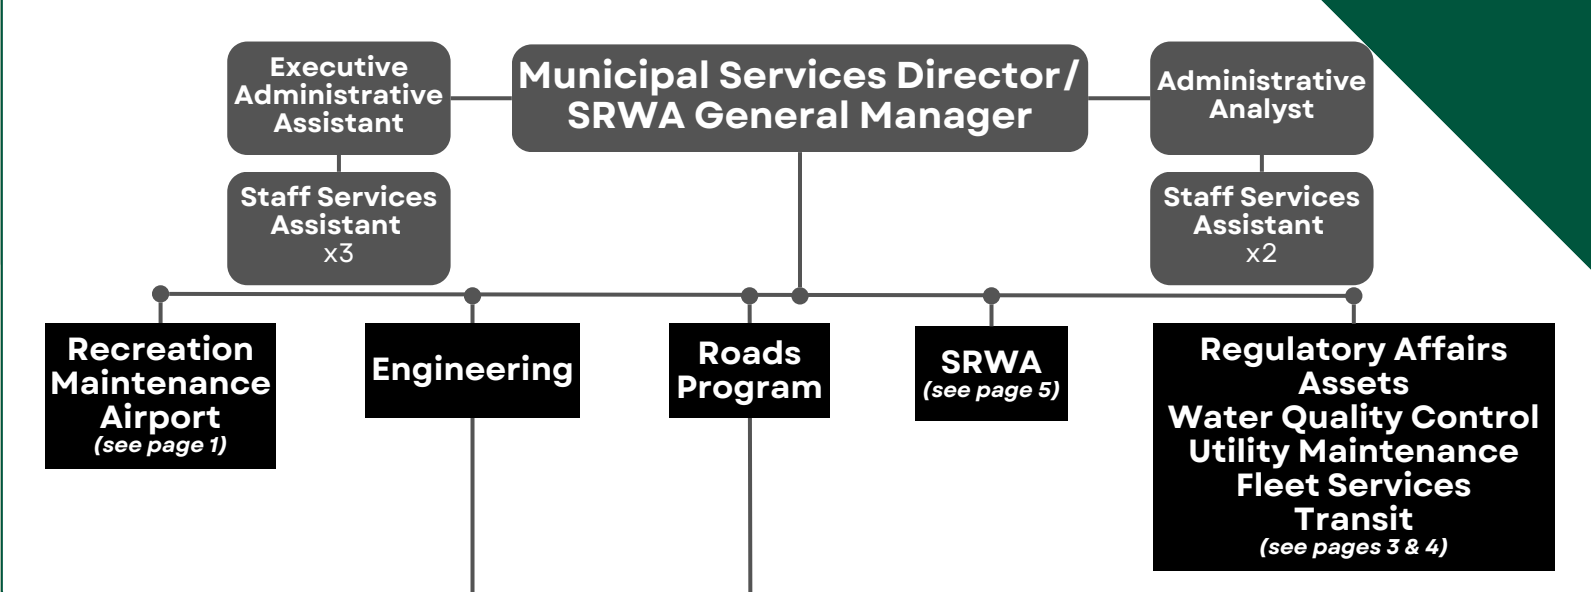 Executive
Administrative
Assistant
Municipal Services Director/
SRWA General Manager
Administrative
Analyst
Staff Services
Assistant
x3
Staff Services
Assistant
x2
Recreation
Maintenance
Airport
(see page 1)
Engineering
Roads
Program
SRWA
(see page 5)
Regulatory Affairs
Assets
Water Quality Control
Utility Maintenance
Fleet Services
Transit
(see pages 3 & 4)